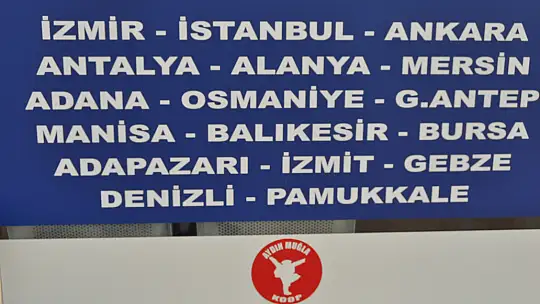 İZMİR - İSTANBUL - ANKARA
ANTALYA - ALANYA - MERSİN
ADANA - OSMANİYE - G.ANTEP
MANİSA - BALIKESİR - BURSA
ADAPAZARI - İZMİT - GEBZE
DENİZLİ - PAMUKKALE
AYDIN MUĞLA
KOOP